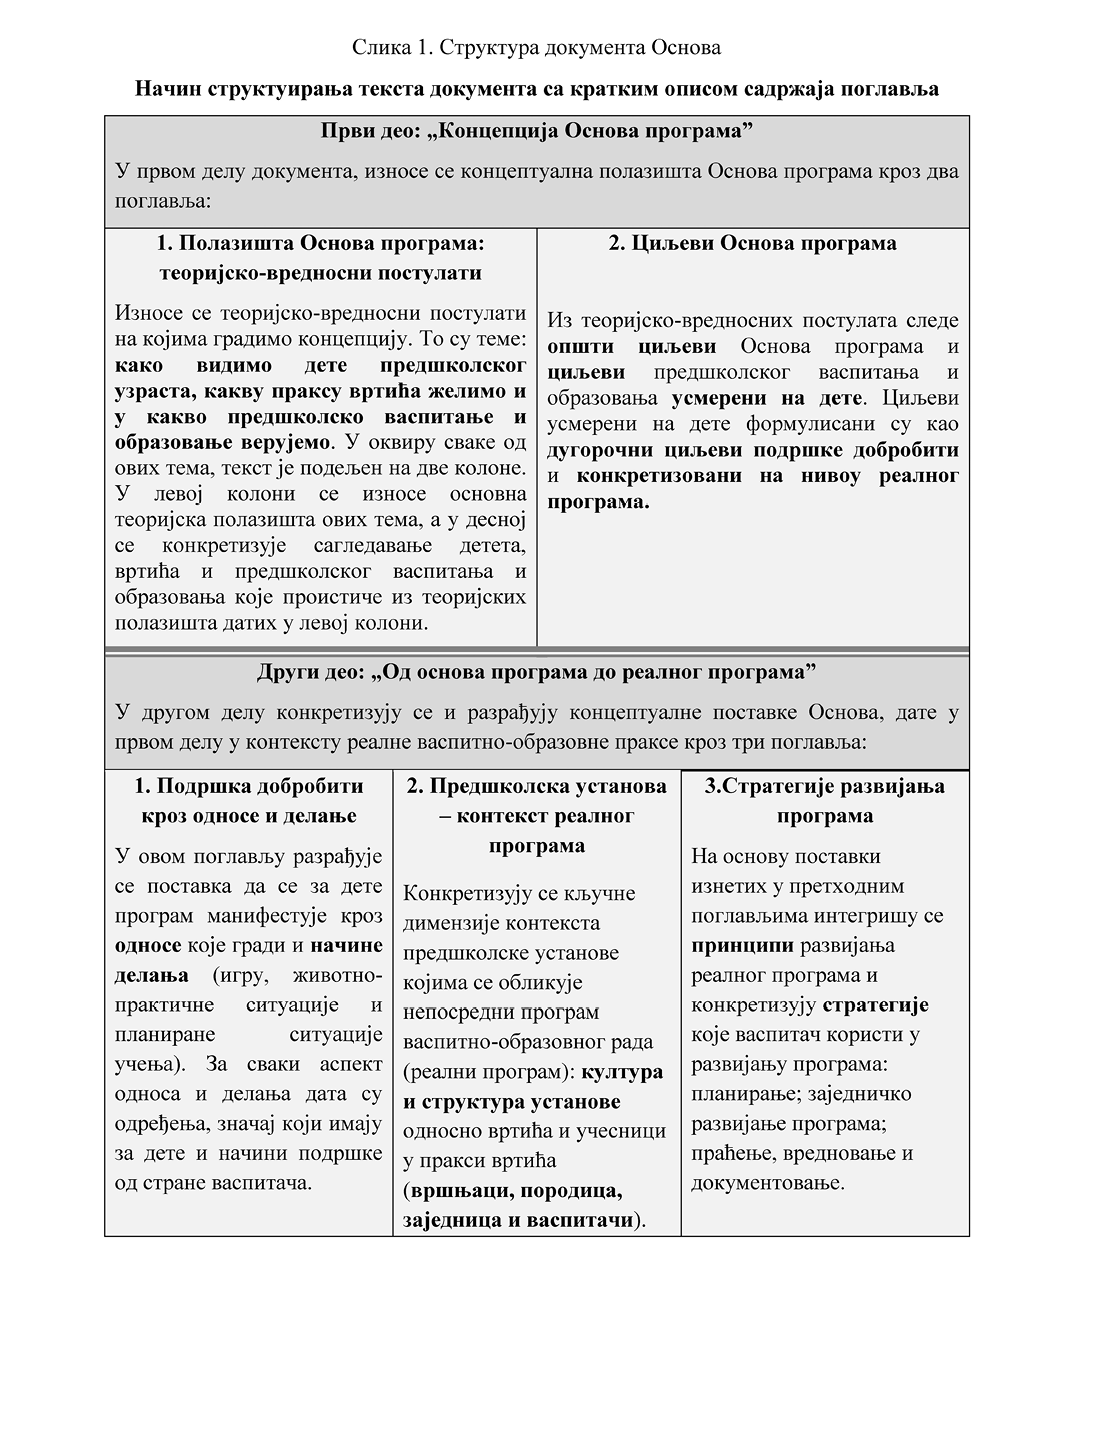 Слика 1. Структура документа Основа
Начин структуирања текста документа са кратким описом садржаја поглавља
Први део: „Концепција Основа програма”
У првом делу документа, износе се концептуална полазишта Основа програма кроз два
поглавља:
1. Полазишта Основа програма:
теоријско-вредносни постулати
Износе се теоријско-вредносни постулати
на којима градимо концепцију. То су теме:
како видимо дете предшколског
узраста, какву праксу вртића желимо и
у какво предшколско васпитање и
образовање верујемо. У оквиру сваке од
ових тема, текст је подељен на две колоне.
У левој колони се износе основна
теоријска полазишта ових тема, а у десној
се конкретизује сагледавање детета,
вртића и предшколског васпитања и
образовања које проистиче из теоријских
полазишта датих у левој колони.
2. Циљеви Основа програма
Из теоријско-вредносних постулата следе
општи циљеви Основа програма и
циљеви предшколског васпитања и
образовања усмерени на дете. Циљеви
усмерени на дете формулисани су као
дугорочни циљеви подршке добробити
и конкретизовани на нивоу реалног
програма.
Други део: „Од основа програма до реалног програма”
У другом делу конкретизују се и разрађују концептуалне поставке Основа, дате у
првом делу у контексту реалне васпитно-образовне праксе кроз три поглавља:
1. Подршка добробити
кроз односе и делање
У овом поглављу разрађује
се поставка да се за дете
програм манифестује кроз
односе које гради и начине
делања (игру, животно-
практичне ситуације и
планиране ситуације
учења). За сваки аспект
односа и делања дата су
одређења, значај који имају
за дете и начини подршке
од стране васпитача.
2. Предшколска установа
– контекст реалног
програма
Конкретизују се кључне
димензије контекста
предшколске установе
којима се обликује
непосредни програм
васпитно-образовног рада
(реални програм): култура
и структура установе
односно вртића и учесници
у пракси вртића
(вршњаци, породица,
заједница и васпитачи).
3.Стратегије развијања
програма
На основу поставки
изнетих у претходним
поглављима интегришу се
принципи развијања
реалног програма и
конкретизују стратегије
које васпитач користи у
развијању програма:
планирање; заједничко
развијање програма;
праћење, вредновање и
документовање.